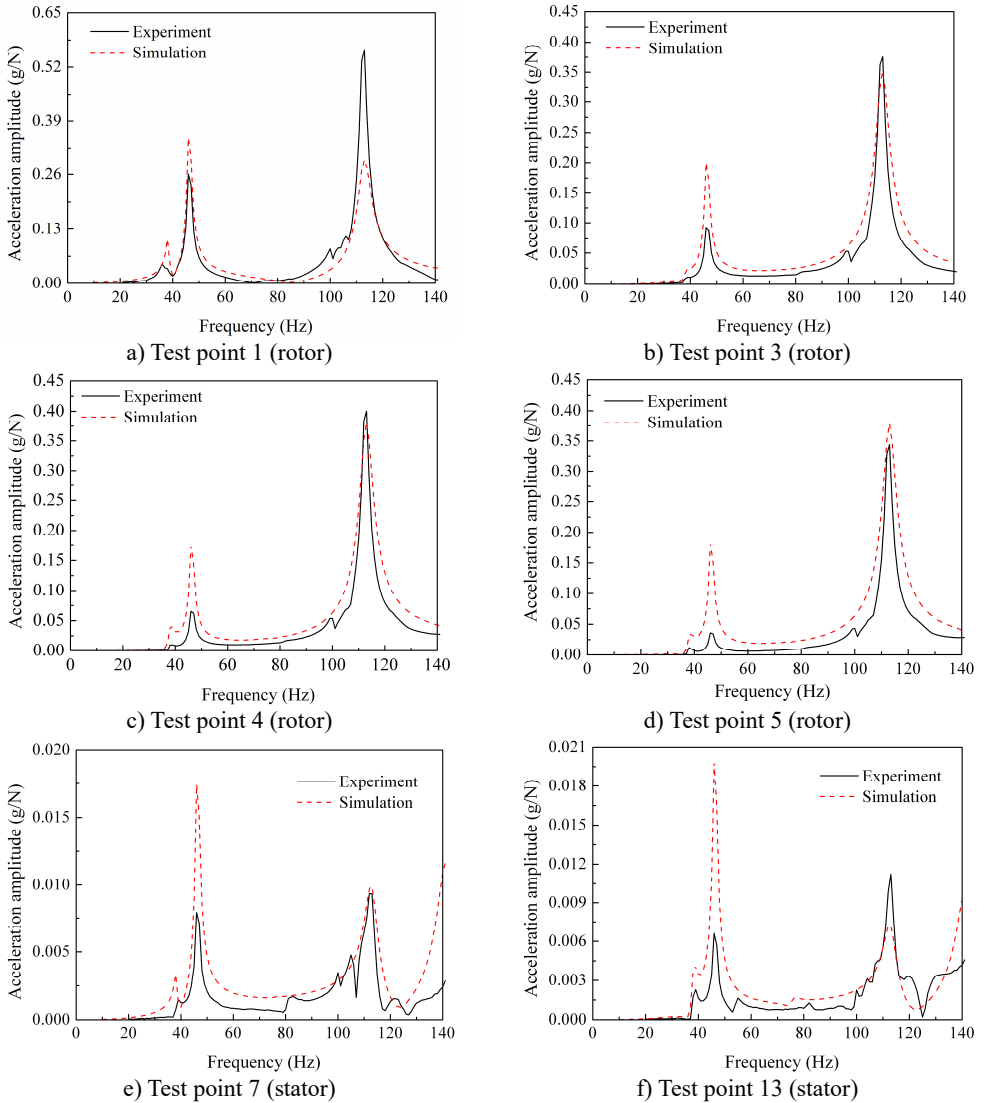 Acceleration amplitude (g/N)
0.65
0.52
0.39
0.26
0.13
0.00
Experiment
Simulation
0 20 40 60 80 100 120 140
Frequency (Hz)
a) Test point 1 (rotor)
Acceleration amplitude (g/N)
0.45
0.40
0.35
0.30
0.25
0.20
0.15
0.10
0.05
0.00
Experiment
Simulation
0 20 40 60 80 100 120 140
Frequency (Hz)
b) Test point 3 (rotor)
Acceleration amplitude (g/N)
0.45
0.40
0.35
0.30
0.25
0.20
0.15
0.10
0.05
0.00
Experiment
Simulation
0 20 40 60 80 100 120 140
Frequency (Hz)
c) Test point 4 (rotor)
Acceleration amplitude (g/N)
0.45
0.40
0.35
0.30
0.25
0.20
0.15
0.10
0.05
0.00
Experiment
Simulation
0 20 40 60 80 100 120 140
Frequency (Hz)
d) Test point 5 (rotor)
Acceleration amplitude (g/N)
0.020
0.015
0.010
0.005
0.000
Experiment
Simulation
0 20 40 60 80 100 120 140
Frequency (Hz)
e) Test point 7 (stator)
Acceleration amplitude (g/N)
0.021
0.018
0.015
0.012
0.009
0.006
0.003
0.000
Experiment
Simulation
0 20 40 60 80 100 120 140
Frequency (Hz)
f) Test point 13 (stator)